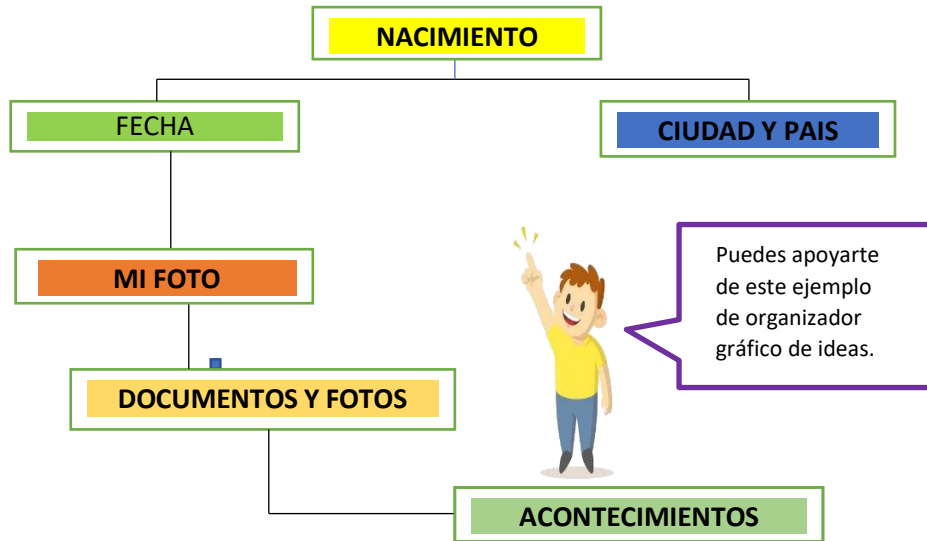 NACIMIENTO
FECHA
CIUDAD Y PAIS
MI FOTO
Puedes apoyarte
de este ejemplo
de organizador
gráfico de ideas.
DOCUMENTOS Y FOTOS
ACONTECIMIENTOS